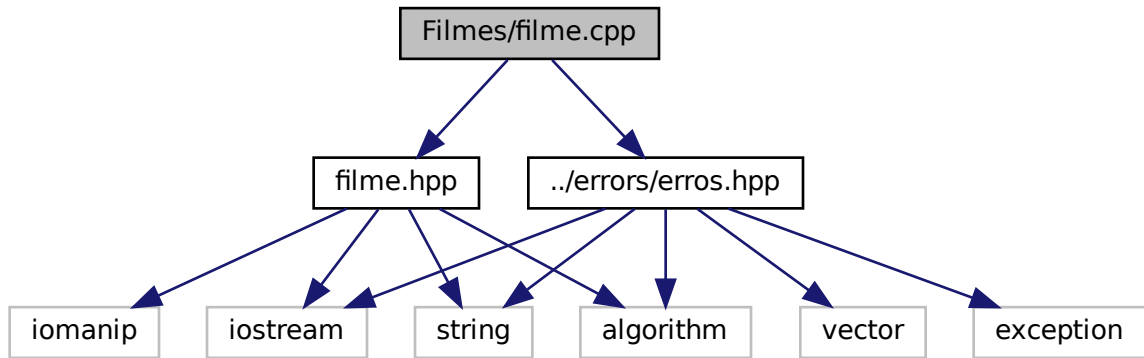 Filmes/filme.cpp
filme.hpp
../errors/erros.hpp
iomanip
iostream
string
algorithm
vector
exception